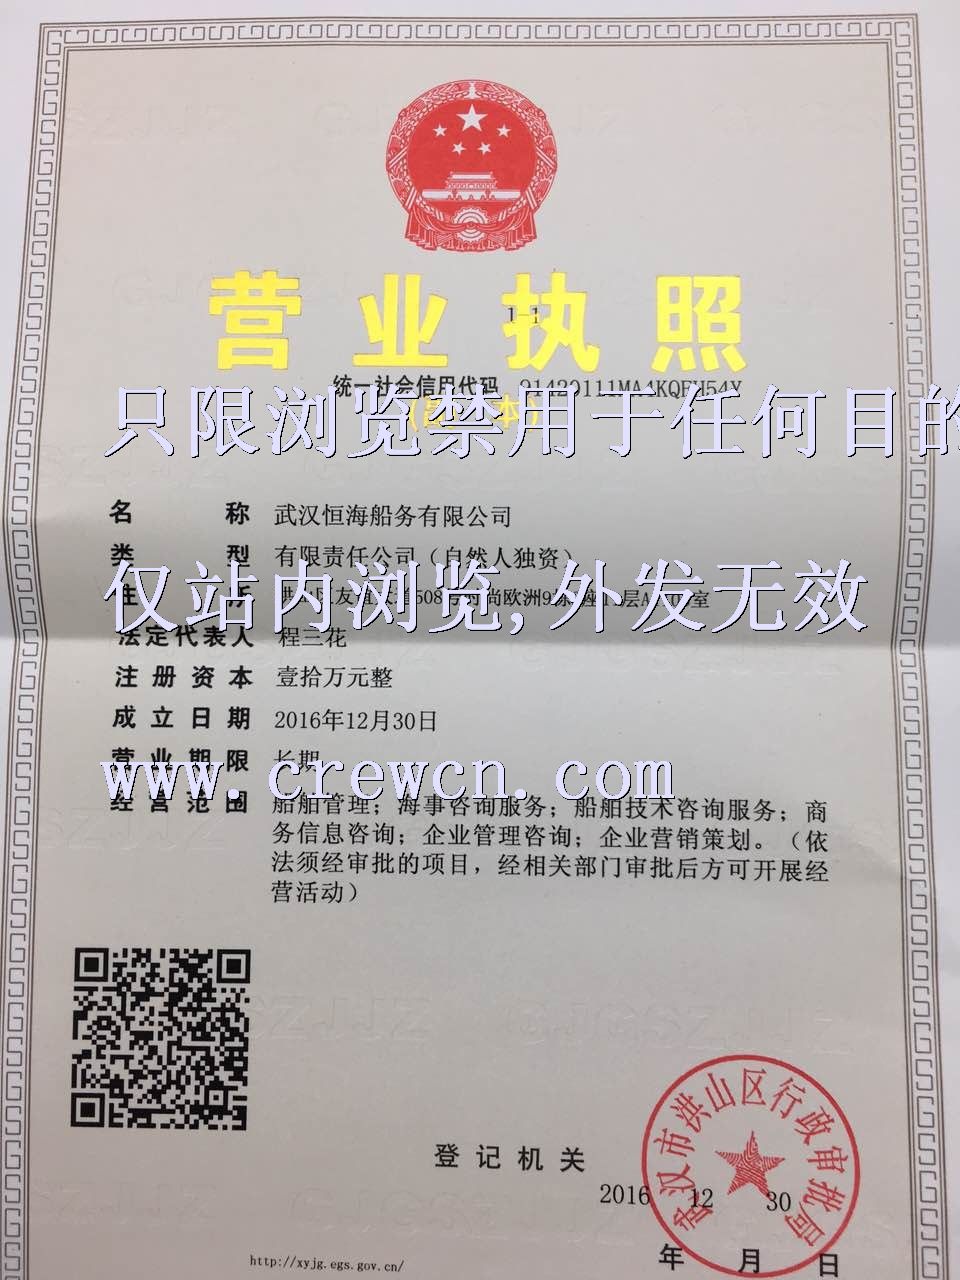 营业执照
1-1
统一社会信用代码
只限浏览禁用于任何目的
名 称 武汉恒海船务有限公司
类 型 有限责任公司（自然人独资）
仅站内浏览,外发无效
法定代表人 程三花
注册资本 壹拾万元整
成立日期 2016年12月30日
营业期限 长期
www.crewcn.com
经营范围 船舶管理；海事咨询服务；船舶技术咨询服务；商
务信息咨询；企业管理咨询；企业营销策划。（依
法须经审批的项目，经相关部门审批后方可开展经
营活动）
武汉市洪山区行政审批局
登记机关
2016 12 30
年 月 日
http://xyjg.egs.gov.cn/